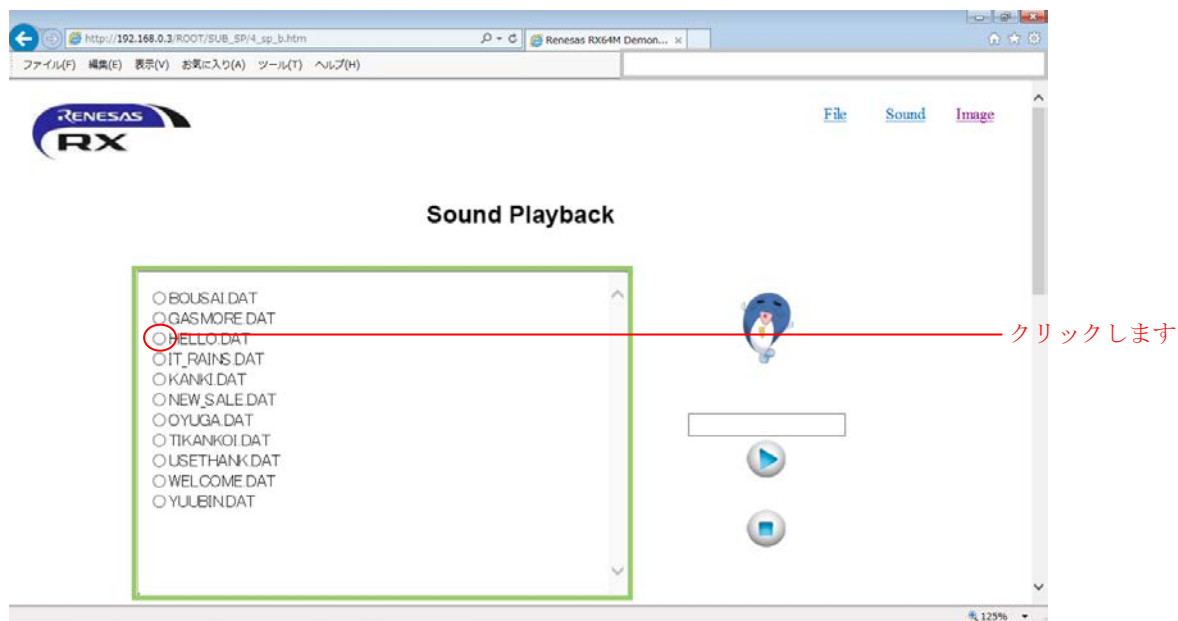 http://192.168.0.3/ROOT/SUB_SP/4_sp_b.htm
Renesas RX64M Demon... ×
ファイル(F) 編集(E) 表示(V) お気に入り(A) ツール(T) ヘルプ(H)
RENESAS
RX
File Sound Image
Sound Playback
BOUSAI.DAT
GASMORE.DAT
HELLO.DAT
クリックします
IT_RAINS.DAT
KANKI.DAT
NEW_SALE.DAT
OYUGA.DAT
TIKANKOI.DAT
USETHANK.DAT
WELCOME.DAT
YUUBIN.DAT
125%